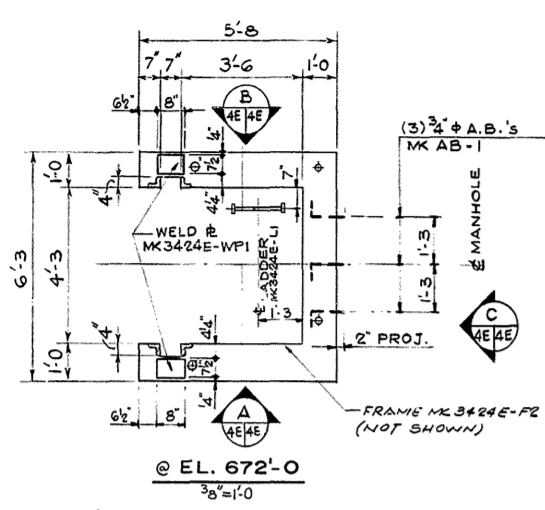 5'-8
7" 7" 3'-6 1'-0
6½" 8"
B
4E 4E
¼"
7½"
(3) ¾" φ A.B.'s
MK AB-1
1'-0
4"
4¼"
7"
6'-3
4'-3
WELD ℄
MK3424E-WP1
℄ LADDER
MK3424E-L1
1'-3
1'-3
1'-3
℄ MANHOLE
C
4E 4E
2" PROJ.
4"
4¼"
1'-0
7½"
¼"
6½" 8"
A
4E 4E
FRAME MK 3424E-F2
(NOT SHOWN)
@ EL. 672'-0
3/8"=1'-0